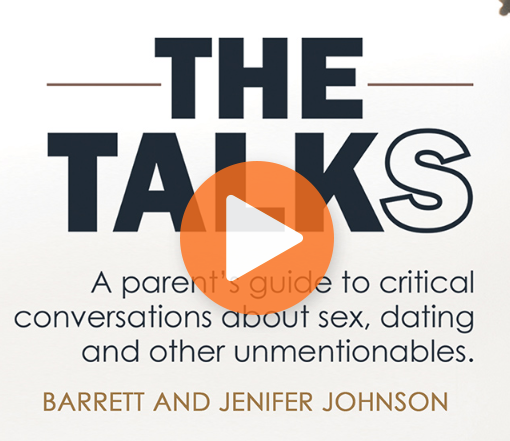 THE
TALKS
A parent's guide to critical
conversations about sex, dating
and other unmentionables.
BARRETT AND JENIFER JOHNSON